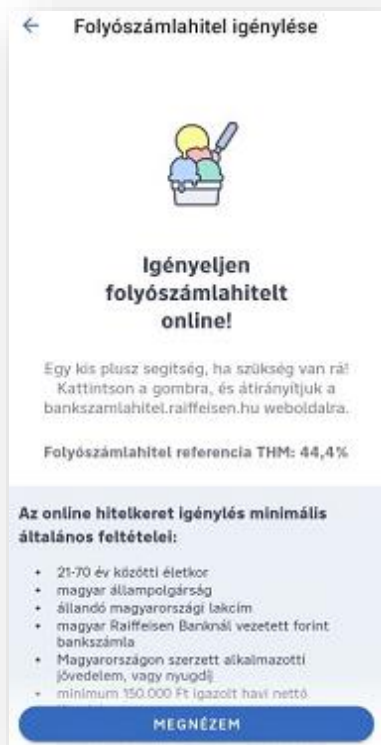 Folyószámlahitel igénylése
Igényeljen
folyószámlahitelt
online!
Egy kis plusz segítség, ha szükség van rá!
Kattintson a gombra, és átirányítjuk a
bankszamlahitel.raiffeisen.hu weboldalra.
Folyószámlahitel referencia THM: 44,4%
Az online hitelkeret igénylés minimális
általános feltételei:
• 21-70 év közötti életkor
• magyar állampolgárság
• állandó magyarországi lakcím
• magyar Raiffeisen Banknál vezetett forint
bankszámla
• Magyarországon szerzett alkalmazotti
jövedelem, vagy nyugdíj
• minimum 150.000 Ft igazolt havi nettó
MEGNÉZEM